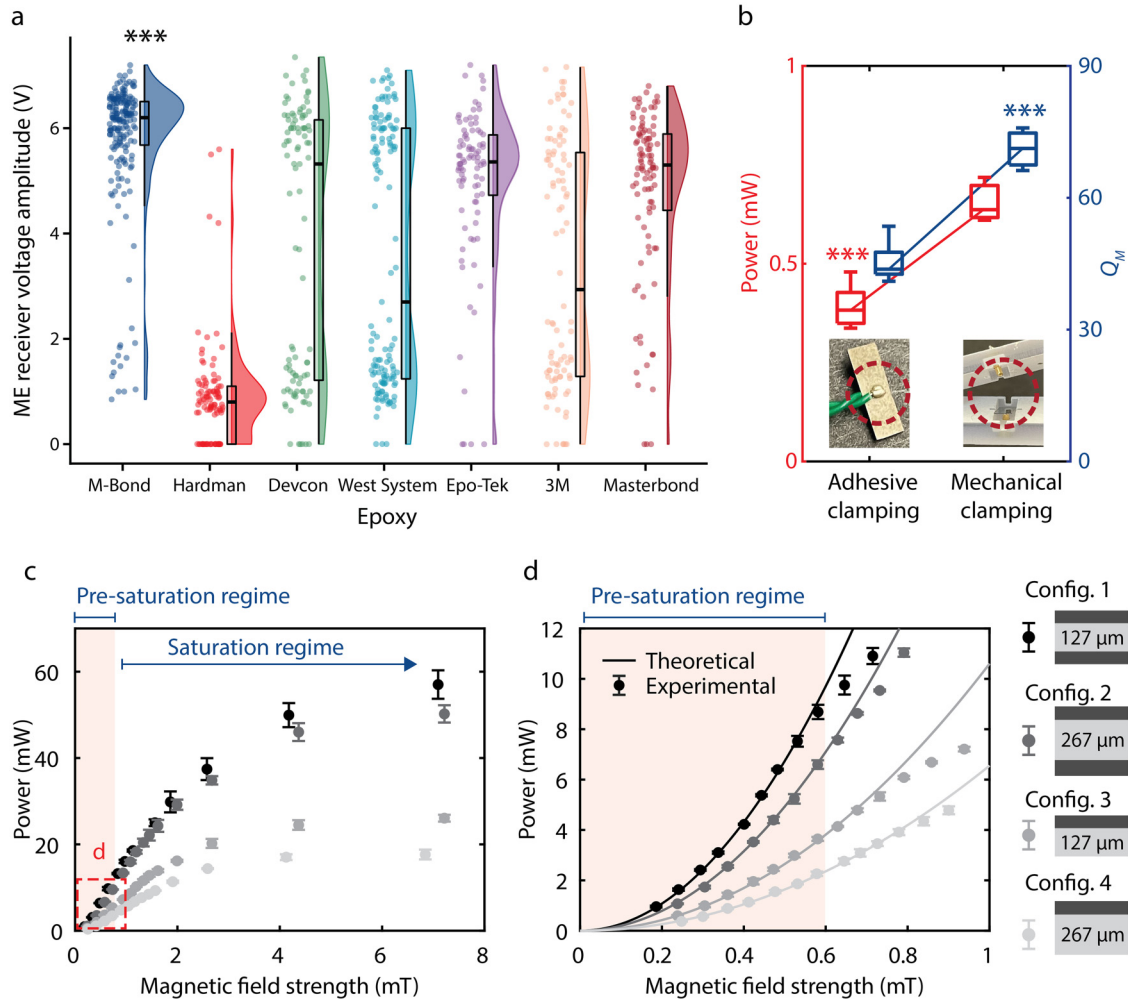 a
***
ME receiver voltage amplitude (V)
6
4
2
0
M-Bond
Hardman
Devcon
West System
Epo-Tek
3M
Masterbond
Epoxy
b
1
90
***
Power (mW)
60
0.5
***
Q_M
30
1
0
Adhesive
clamping
Mechanical
clamping
c
Pre-saturation regime
Saturation regime
60
40
20
0
Power (mW)
d
0
2
4
6
8
Magnetic field strength (mT)
d
Pre-saturation regime
12
10
8
6
4
2
0
Power (mW)
Theoretical
Experimental
0
0.2
0.4
0.6
0.8
1
Magnetic field strength (mT)
Config. 1
127 μm
Config. 2
267 μm
Config. 3
127 μm
Config. 4
267 μm